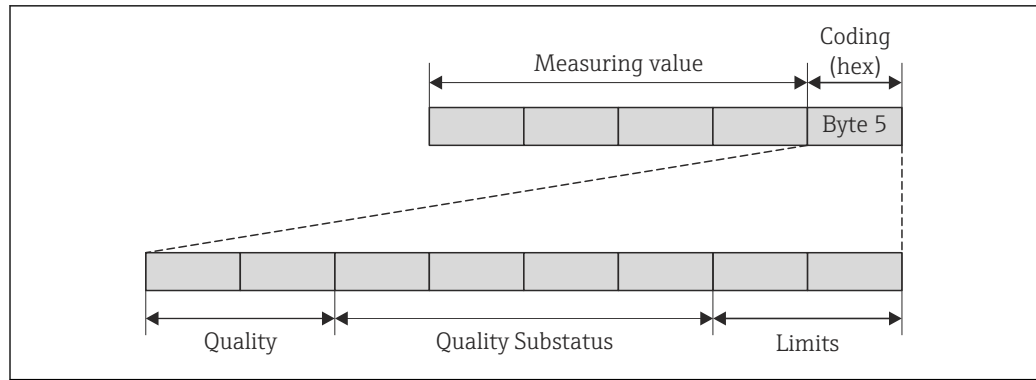 Coding
Measuring value
(hex)
Byte 5
Quality
Quality Substatus
Limits